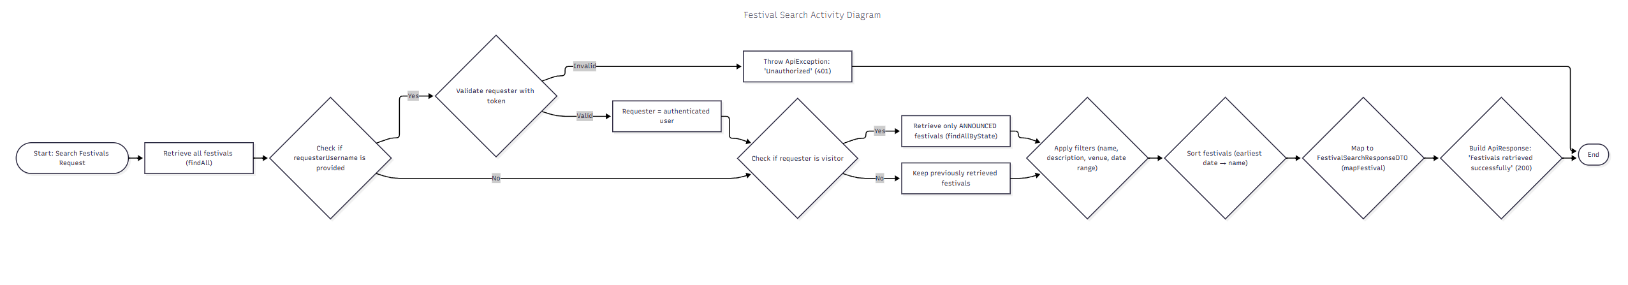 Festival Search Activity Diagram
Start: Search Festivals
Request
Retrieve all festivals
(findAll)
Check if
requesterUsername is
provided
Yes
No
Validate requester with
token
Invalid
Valid
Throw ApiException:
'Unauthorized' (401)
Requester = authenticated
user
Check if requester is visitor
Yes
No
Retrieve only ANNOUNCED
festivals (findAllByState)
Keep previously retrieved
festivals
Apply filters (name,
description, venue, date
range)
Sort festivals (earliest
date → name)
Map to
FestivalSearchResponseDTO
(mapFestival)
Build ApiResponse:
'Festivals retrieved
successfully' (200)
End